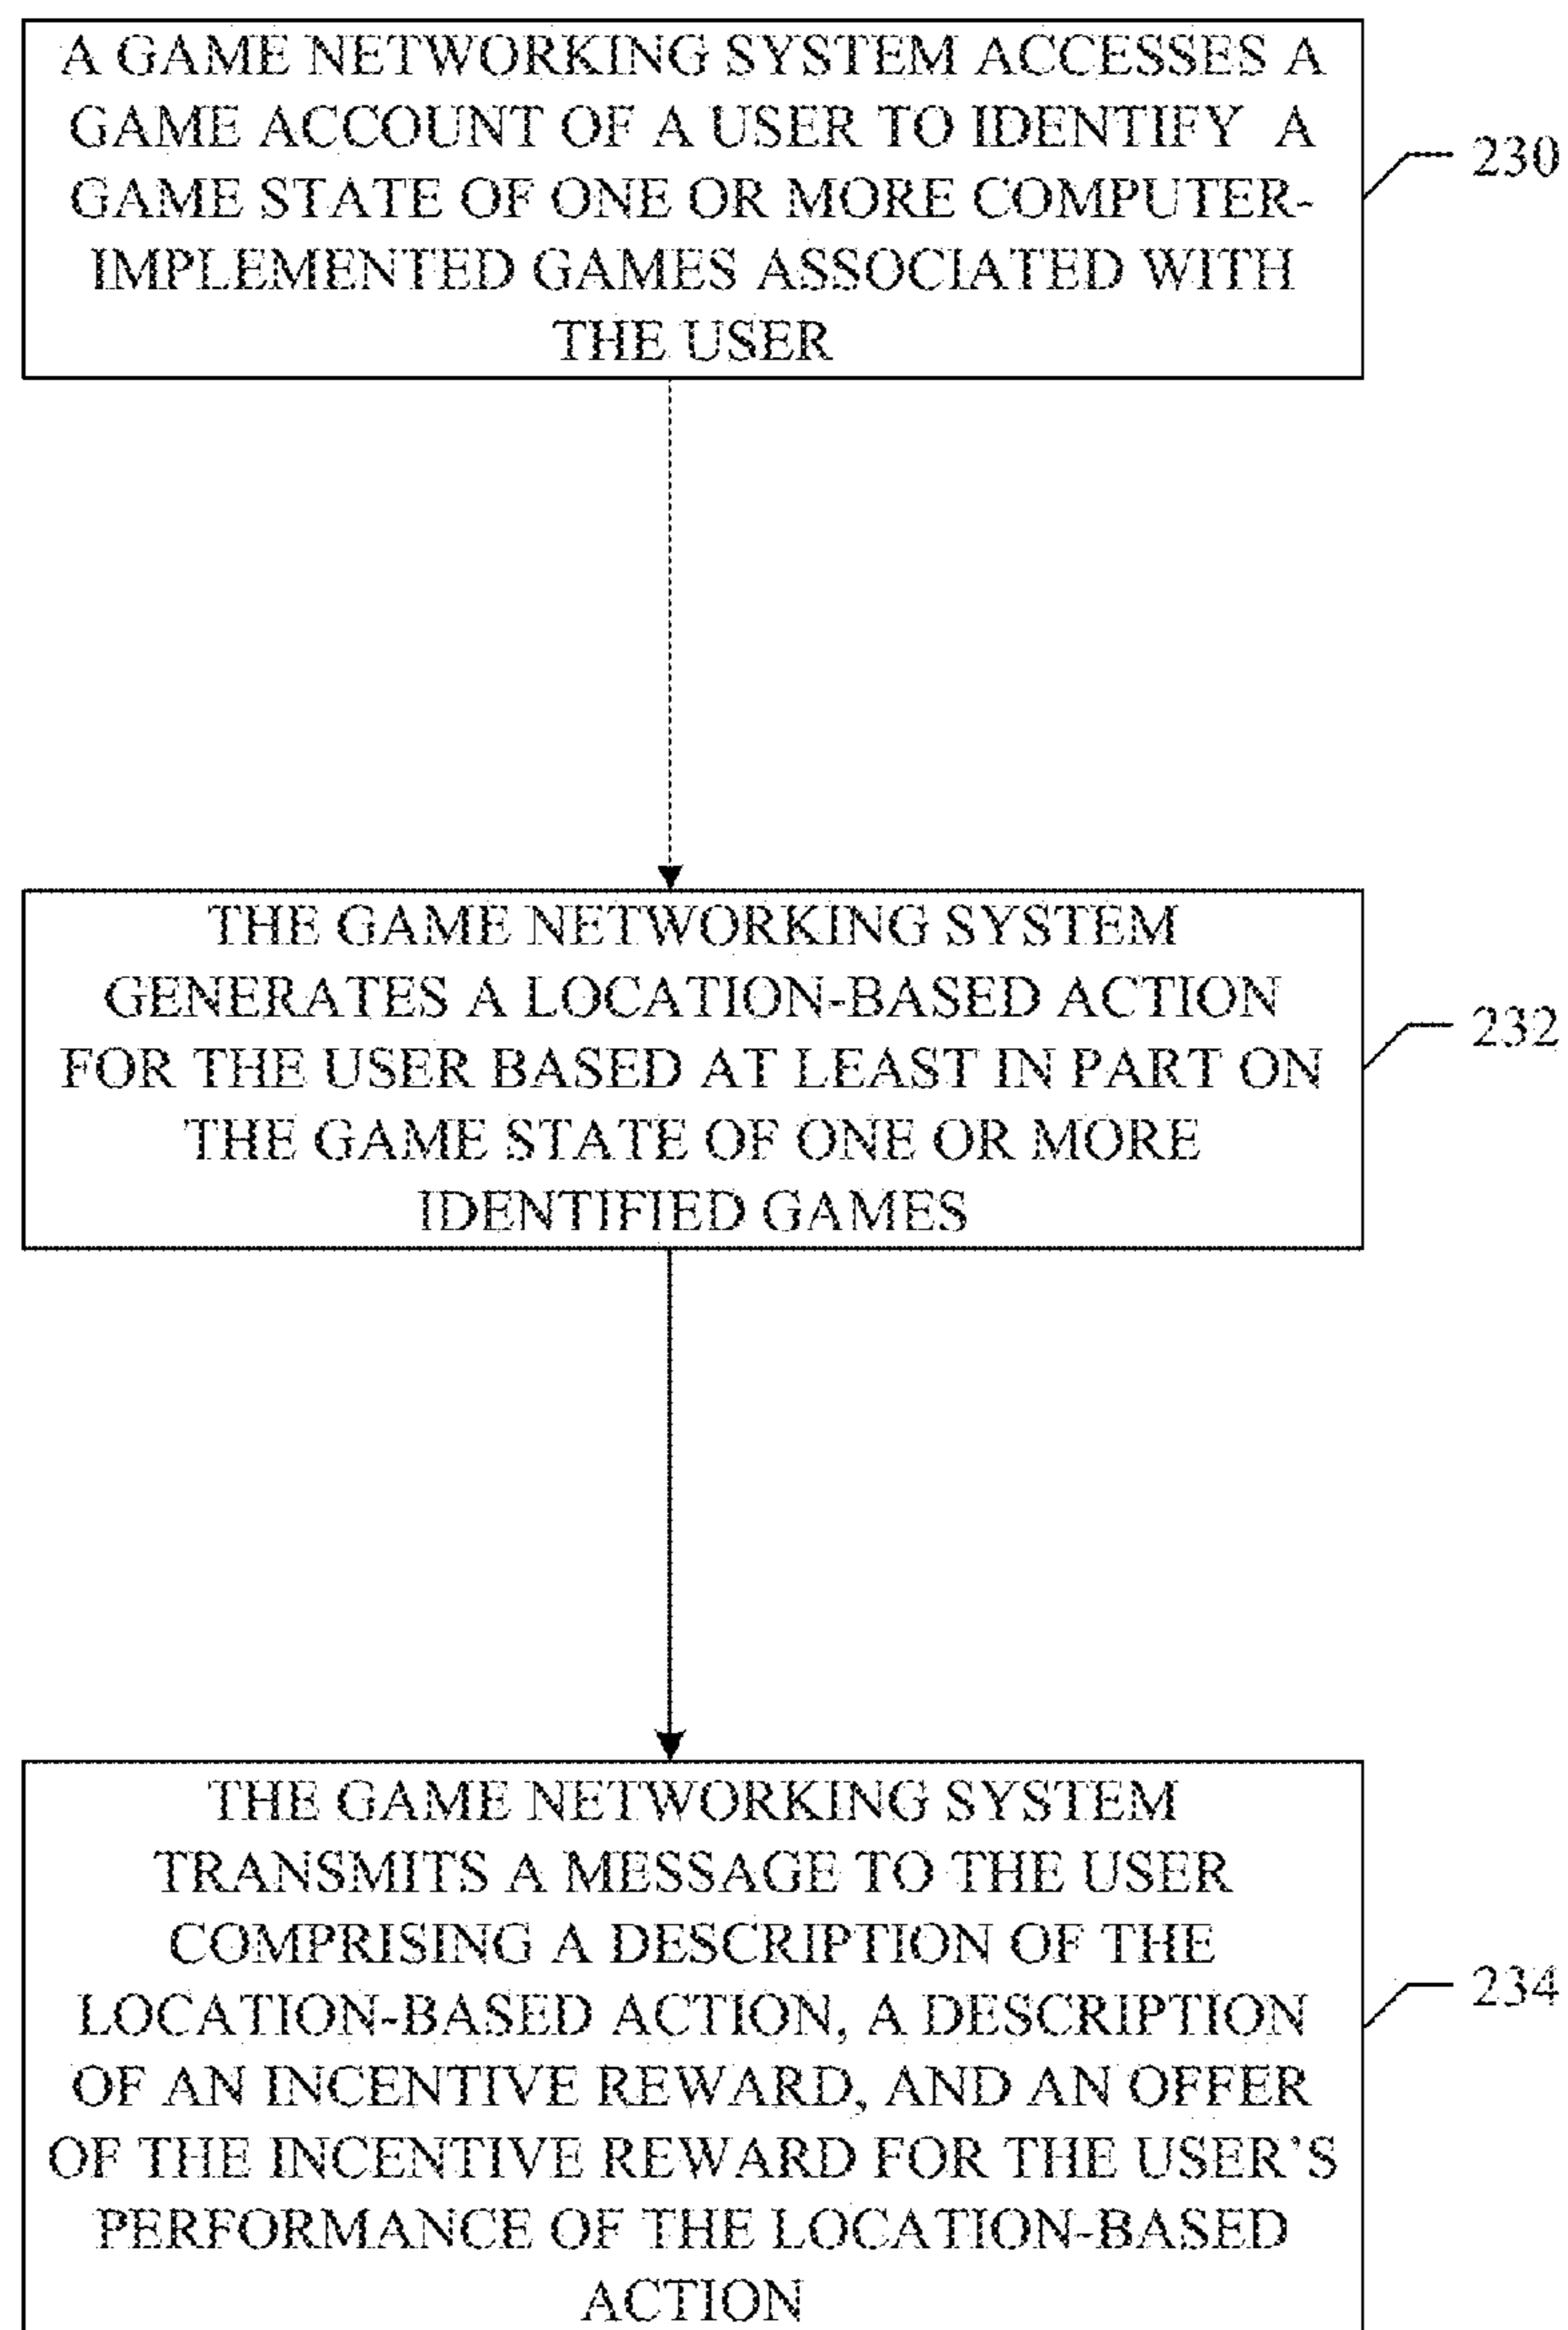 A GAME NETWORKING SYSTEM ACCESSES A
GAME ACCOUNT OF A USER TO IDENTIFY A
GAME STATE OF ONE OR MORE COMPUTER-
IMPLEMENTED GAMES ASSOCIATED WITH
THE USER
230
THE GAME NETWORKING SYSTEM
GENERATES A LOCATION-BASED ACTION
FOR THE USER BASED AT LEAST IN PART ON
THE GAME STATE OF ONE OR MORE
IDENTIFIED GAMES
232
THE GAME NETWORKING SYSTEM
TRANSMITS A MESSAGE TO THE USER
COMPRISING A DESCRIPTION OF THE
LOCATION-BASED ACTION, A DESCRIPTION
OF AN INCENTIVE REWARD, AND AN OFFER
OF THE INCENTIVE REWARD FOR THE USER’S
PERFORMANCE OF THE LOCATION-BASED
ACTION
234